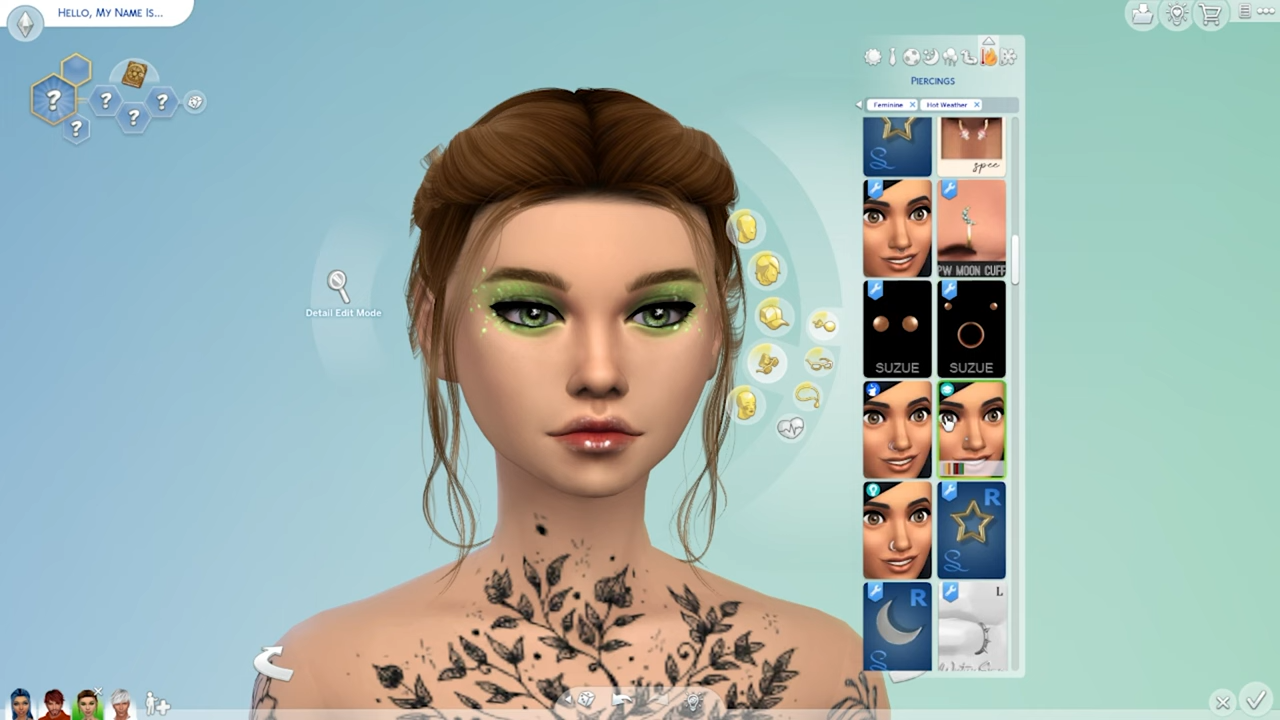 Hello, My Name Is...
Piercings
Feminine
Hot Weather
spee
PW MOON CUFF
Detail Edit Mode
SUZUE
SUZUE
R
R
L